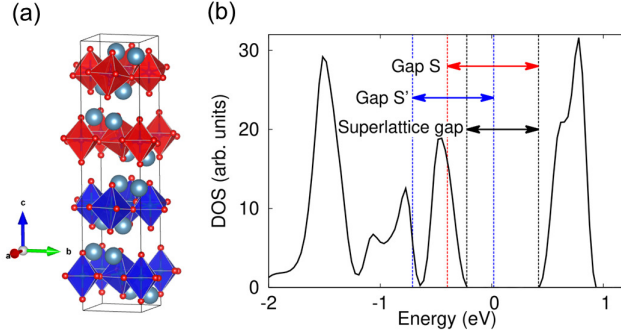 (a)
c
a
b
(b)
30
20
10
0
DOS (arb. units)
Gap S
Gap S'
Superlattice gap
-2
-1
0
1
Energy (eV)